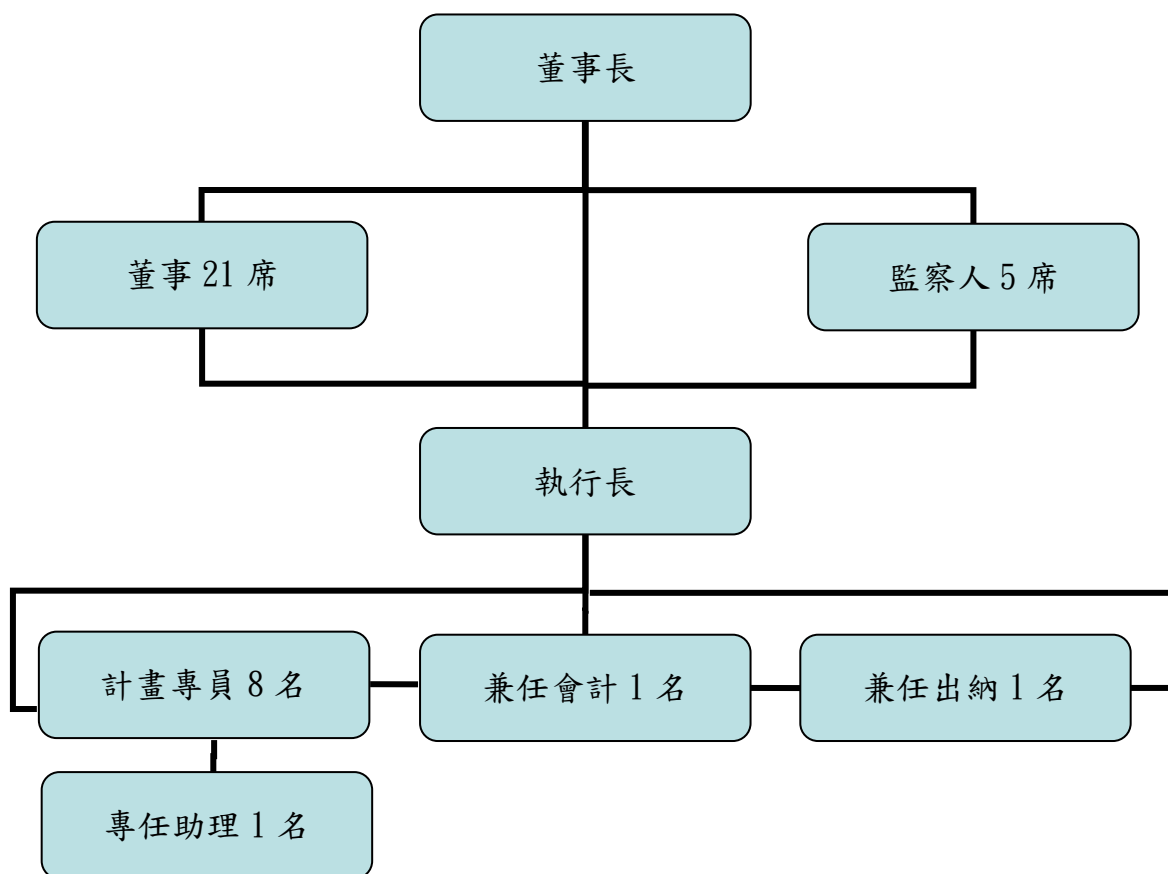 董事長
董事 21 席
監察人 5 席
執行長
計畫專員 8 名
兼任會計 1 名
兼任出納 1 名
專任助理 1 名